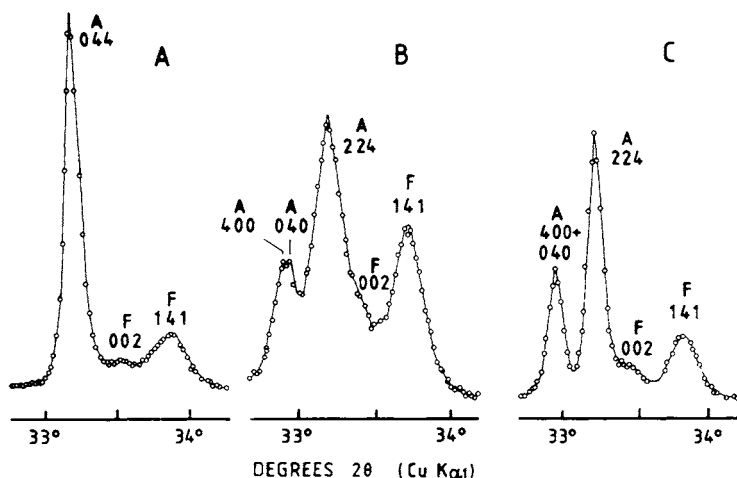 A
044
A
F
002
F
141
B
A
400
A
040
A
224
F
002
F
141
C
A
400+
040
A
224
F
002
F
141
33° 34° 33° 34° 33° 34°
DEGREES 2θ (Cu Kα1)